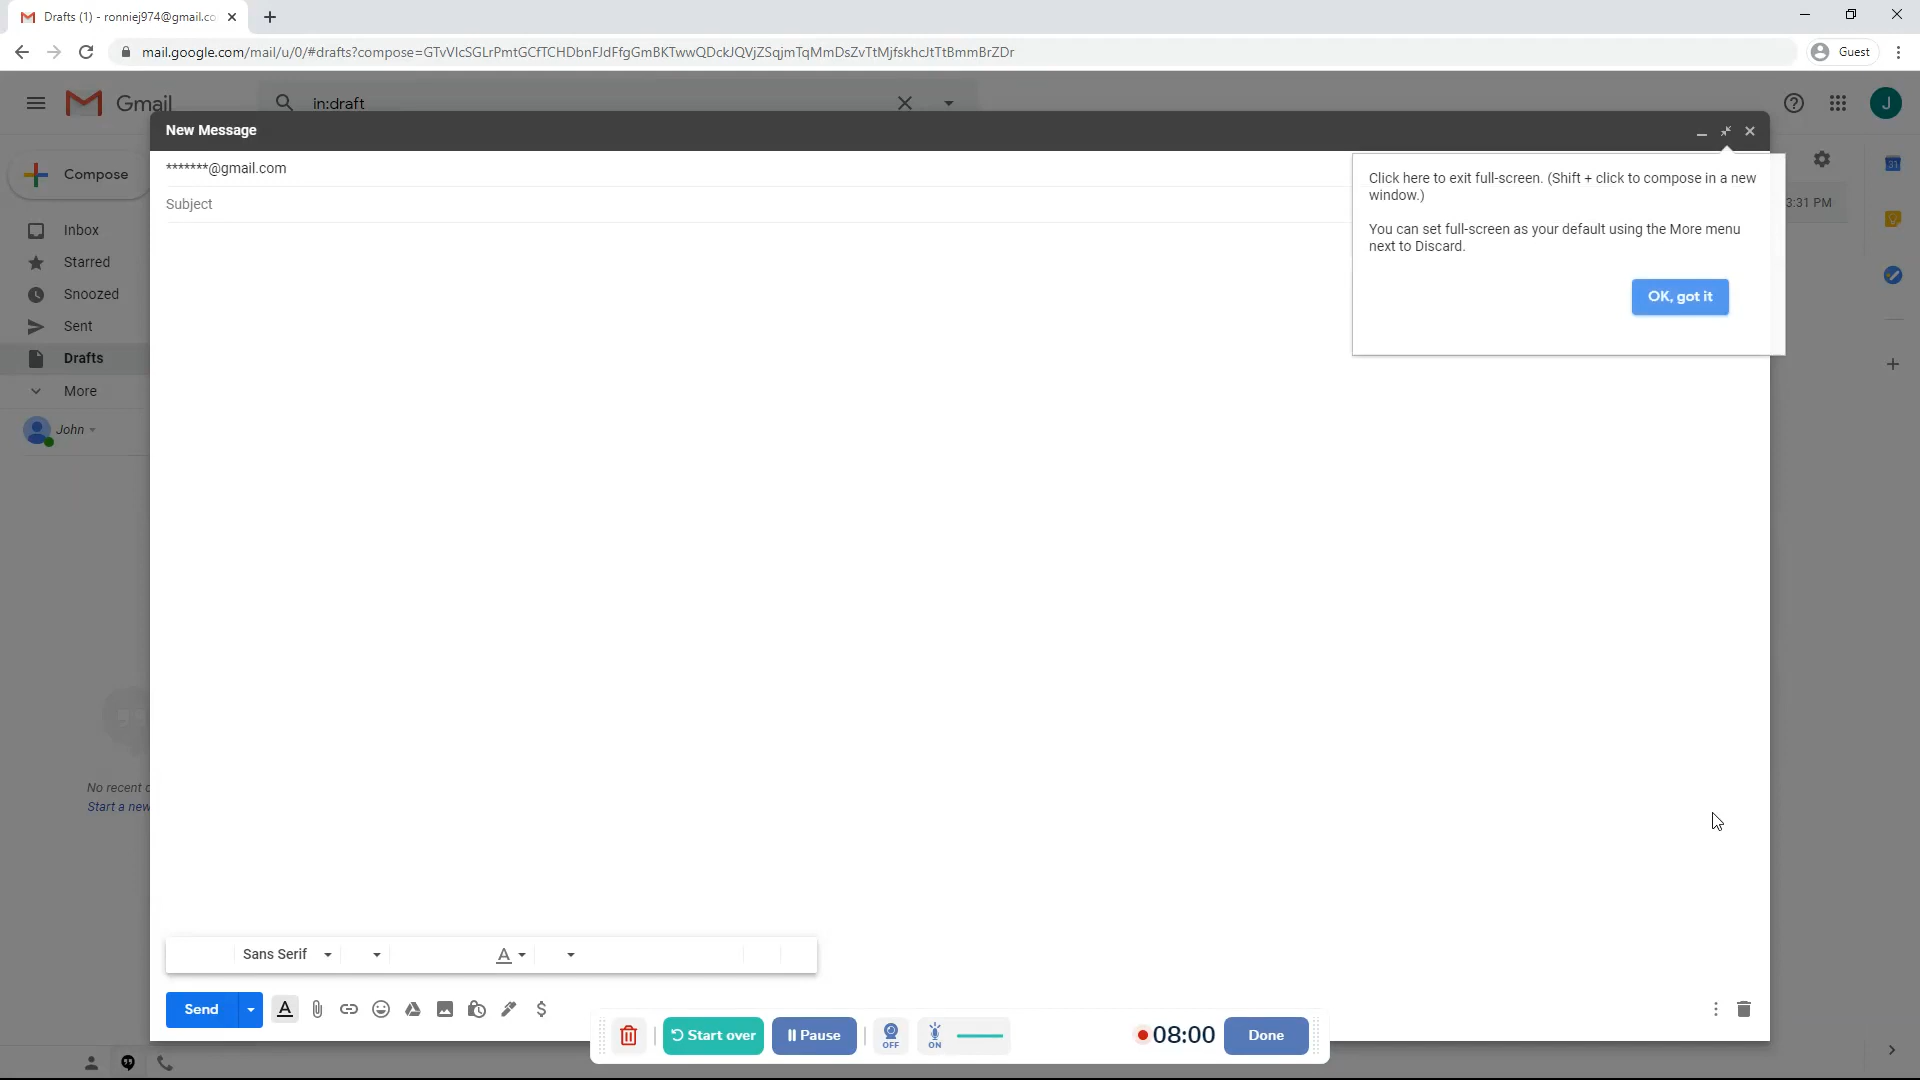 Drafts (1) - ronniej974@gmail.co
mail.google.com/mail/u/0/#drafts?compose=GTvVlcSGLrPmtGCfTCHDbnFJdFfgGmBKTwwQDckJQVjZSqjmTqMmDsZvTtMjfskhcJtTtBmmBrZDr
Guest
Gmail
in:draft
J
New Message
Compose
*******@gmail.com
Subject
Click here to exit full-screen. (Shift + click to compose in a new
window.)
You can set full-screen as your default using the More menu
next to Discard.
OK, got it
3:31 PM
31
Inbox
Starred
Snoozed
Sent
Drafts
More
John
No recent c
Start a new
Sans Serif
A
Send
A
$
Start over
Pause
OFF
ON
08:00
Done